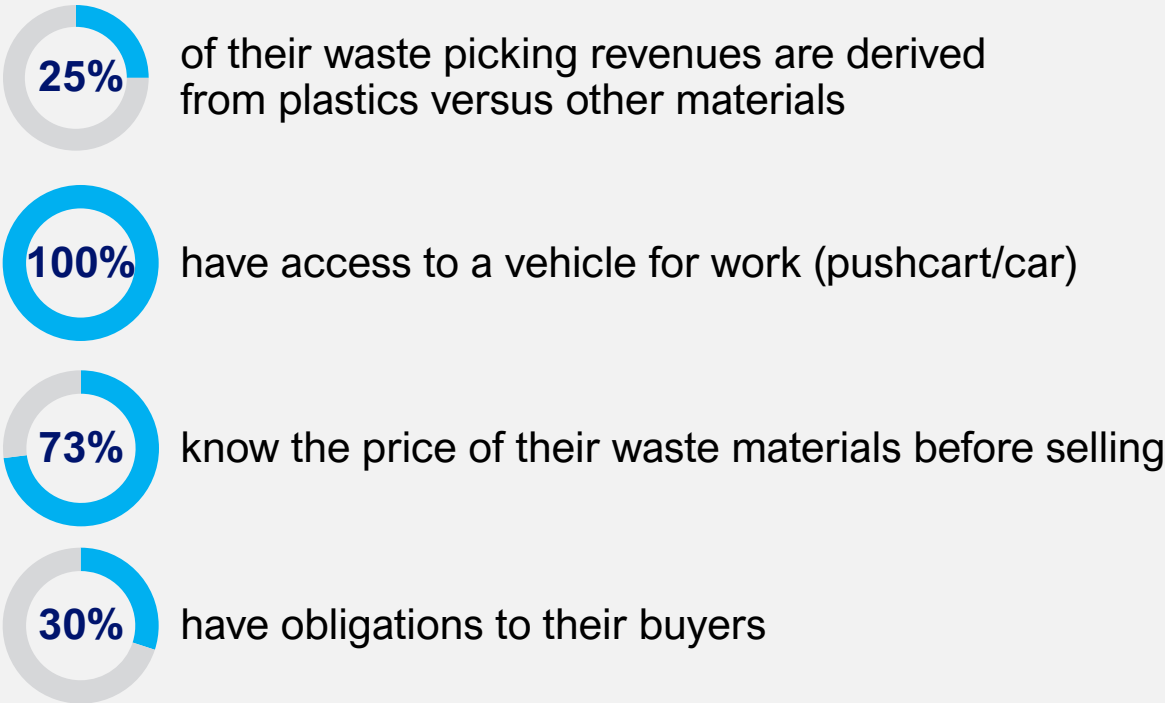 25%
of their waste picking revenues are derived
from plastics versus other materials
100%
have access to a vehicle for work (pushcart/car)
73%
know the price of their waste materials before selling
30%
have obligations to their buyers